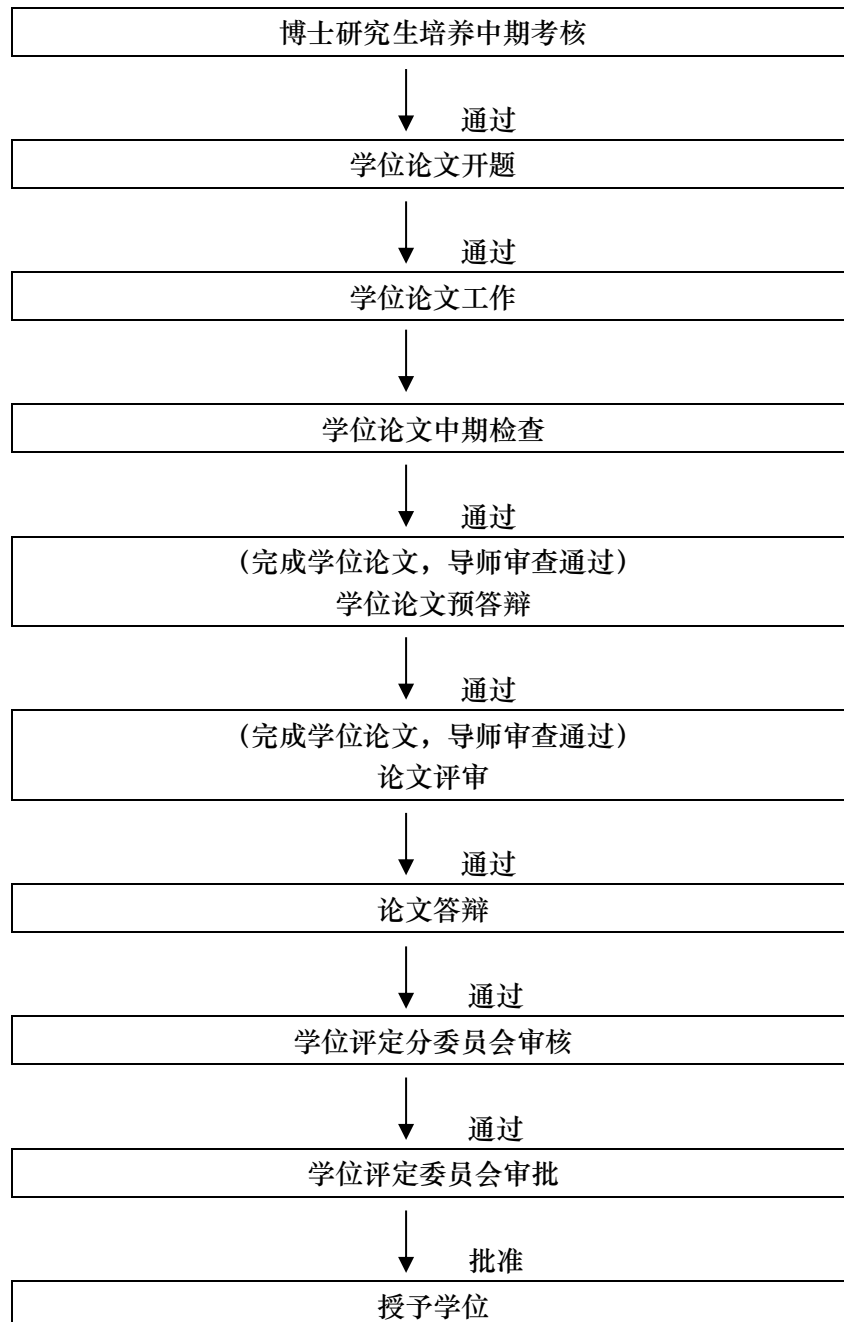 博士研究生培养中期考核
通过
学位论文开题
通过
学位论文工作
学位论文中期检查
通过
（完成学位论文，导师审查通过）
学位论文预答辩
通过
（完成学位论文，导师审查通过）
论文评审
通过
论文答辩
通过
学位评定分委员会审核
通过
学位评定委员会审批
批准
授予学位